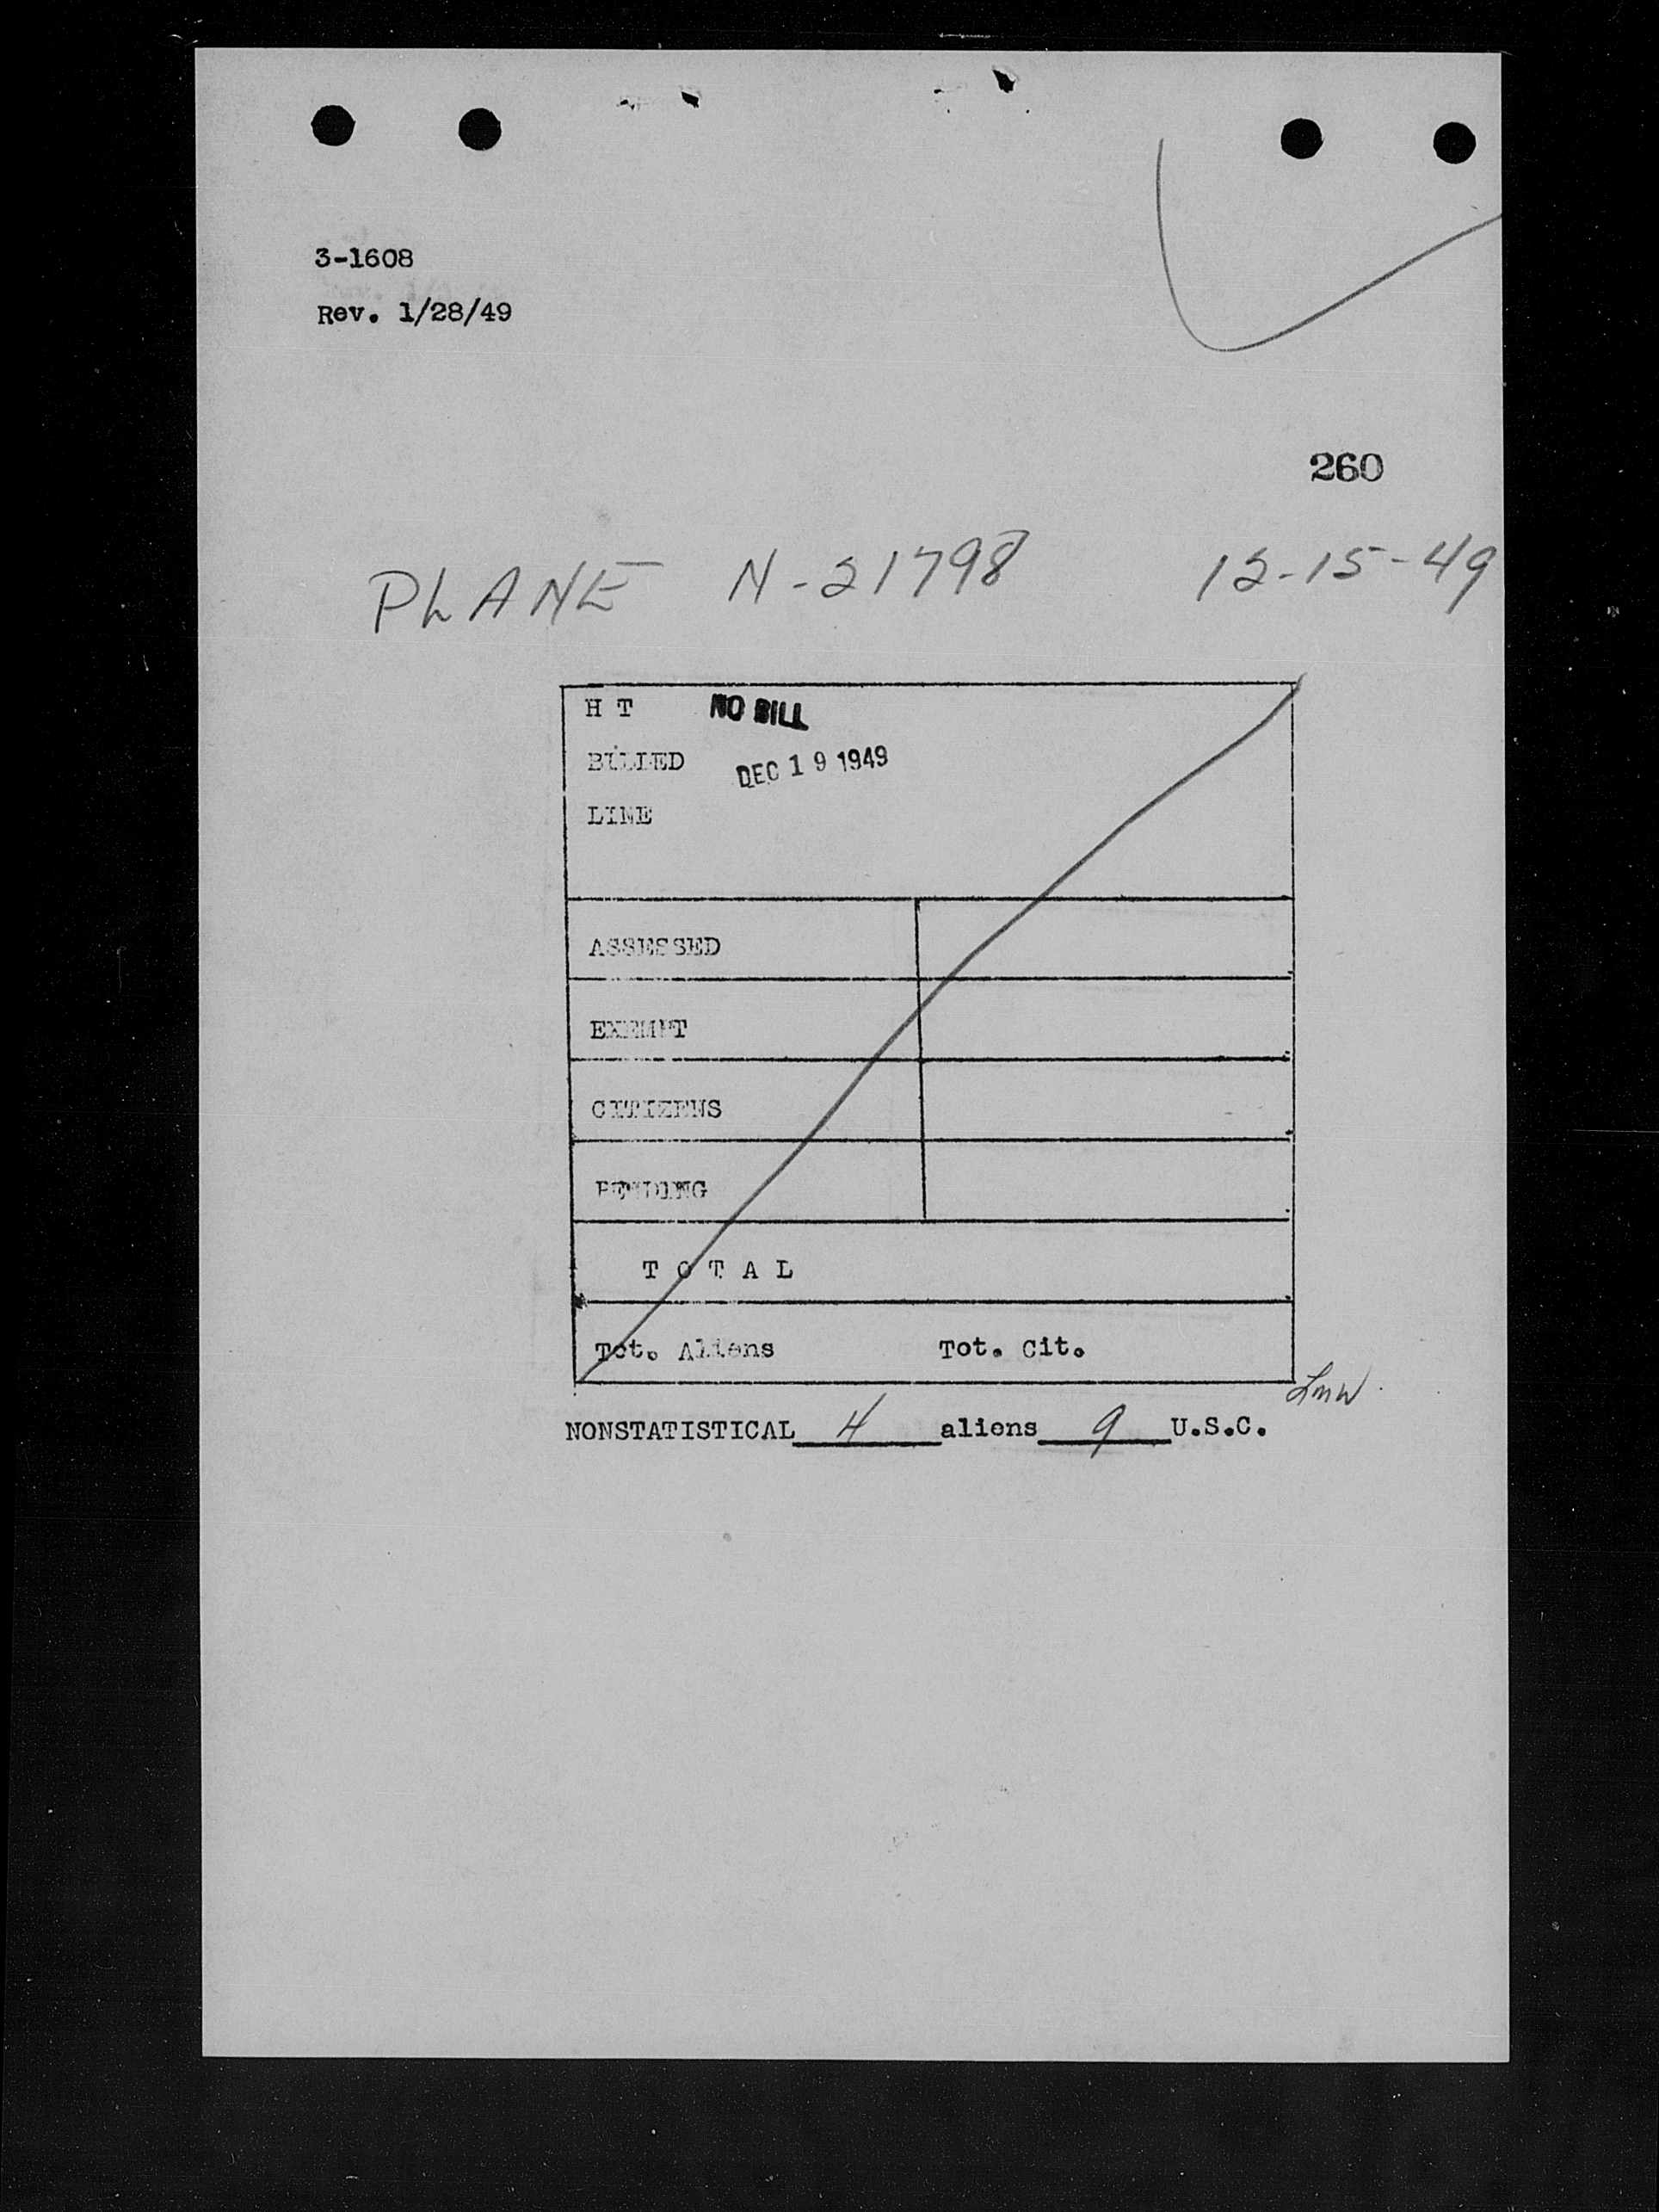 3-1608
Rev. 1/28/49
260
PLANE N-21798 12-15-49
H T NO BILL
BILLED DEC 19 1949
LINE
ASSESSED
EXEMPT
CITIZENS
PENDING
T O T A L
Tot. Aliens Tot. Cit.
LMW
NONSTATISTICAL 4 aliens 9 U.S.C.